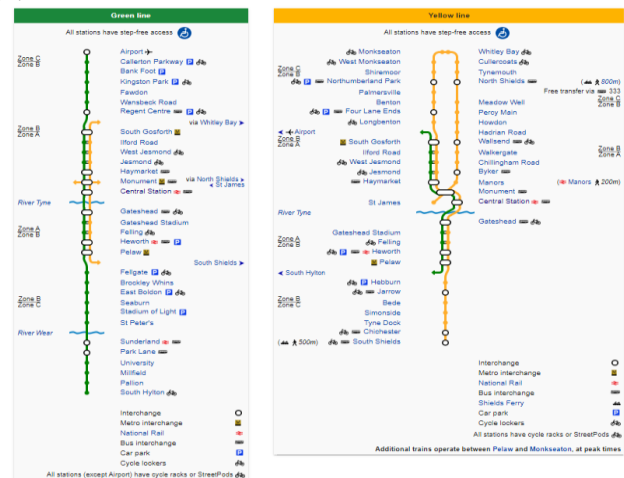 Green line
All stations have step-free access
Airport
Zone C
Zone B
Callerton Parkway
Bank Foot
Kingston Park
Fawdon
Wansbeck Road
Regent Centre
via Whitley Bay
Zone B
Zone A
South Gosforth
Ilford Road
West Jesmond
Jesmond
Haymarket
via North Shields
Monument
St James
Central Station
River Tyne
Gateshead
Gateshead Stadium
Zone A
Zone B
Felling
Heworth
Pelaw
South Shields
Fellgate
Brockley Whins
East Boldon
Zone B
Zone C
Seaburn
Stadium of Light
St Peter's
River Wear
Sunderland
Park Lane
University
Millfield
Pallion
South Hylton
Interchange
Metro interchange
National Rail
Bus interchange
Car park
Cycle lockers
All stations (except Airport) have cycle racks or StreetPods
Yellow line
All stations have step-free access
Monkseaton
Whitley Bay
West Monkseaton
Cullercoats
Zone C
Zone B
Shiremoor
Tynemouth
Northumberland Park
North Shields
(800m)
Free transfer via 333
Palmersville
Benton
Meadow Well
Zone C
Zone B
Four Lane Ends
Percy Main
Longbenton
Howdon
Airport
Hadrian Road
Zone B
Zone A
South Gosforth
Wallsend
Ilford Road
Walkergate
Zone B
Zone A
West Jesmond
Chillingham Road
Jesmond
Byker
Haymarket
Manors
(Manors 200m)
Monument
St James
Central Station
River Tyne
Gateshead
Gateshead Stadium
Zone A
Zone B
Felling
Heworth
Pelaw
South Hylton
Hebburn
Jarrow
Zone B
Zone C
Bede
Simonside
Tyne Dock
Chichester
(500m)
South Shields
Interchange
Metro interchange
National Rail
Bus interchange
Shields Ferry
Car park
Cycle lockers
All stations have cycle racks or StreetPods
Additional trains operate between Pelaw and Monkseaton, at peak times